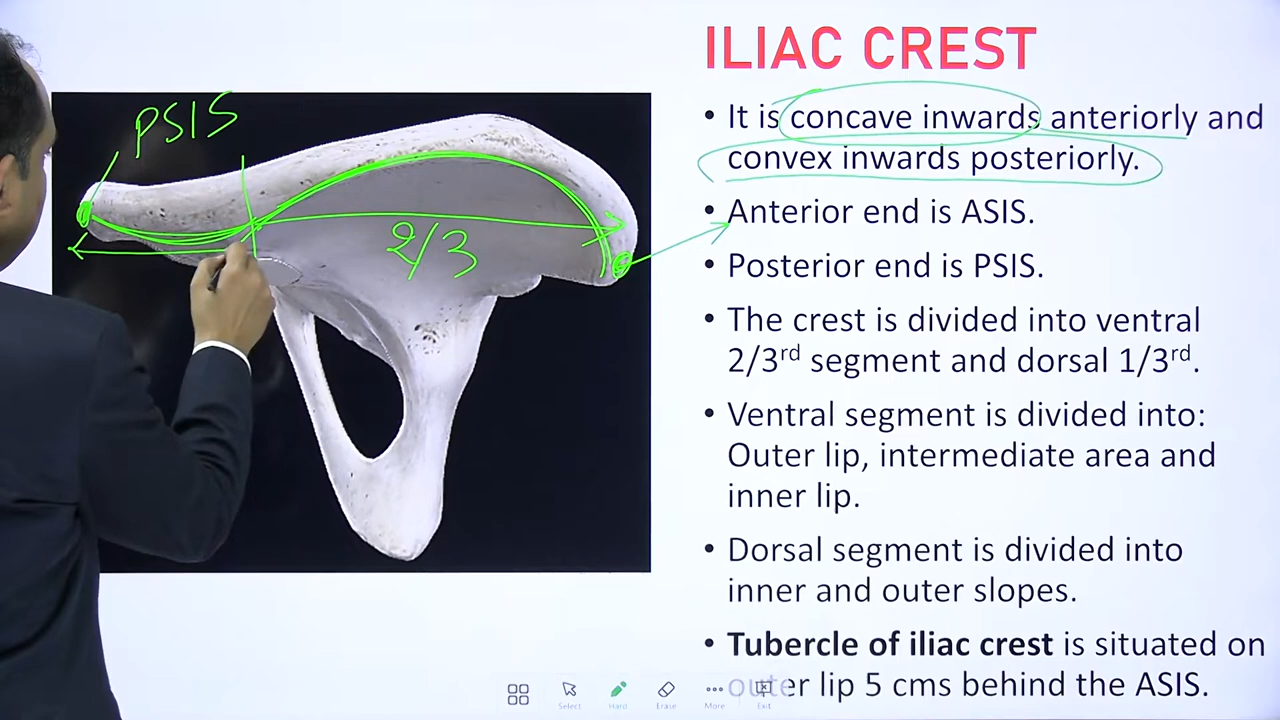 ILIAC CREST
PSIS
2/3
• It is concave inwards anteriorly and
convex inwards posteriorly.
• Anterior end is ASIS.
• Posterior end is PSIS.
• The crest is divided into ventral
2/3rd segment and dorsal 1/3rd.
• Ventral segment is divided into:
Outer lip, intermediate area and
inner lip.
• Dorsal segment is divided into
inner and outer slopes.
• Tubercle of iliac crest is situated on
outer lip 5 cms behind the ASIS.
Select Hard Erase More Exit